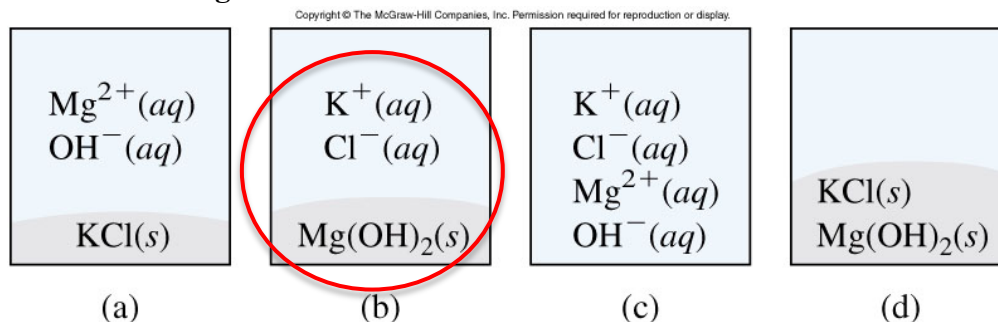 Copyright © The McGraw-Hill Companies, Inc. Permission required for reproduction or display.
Mg²⁺(aq)
OH⁻(aq)
KCl(s)
(a)
K⁺(aq)
Cl⁻(aq)
Mg(OH)₂(s)
(b)
K⁺(aq)
Cl⁻(aq)
Mg²⁺(aq)
OH⁻(aq)
(c)
KCl(s)
Mg(OH)₂(s)
(d)